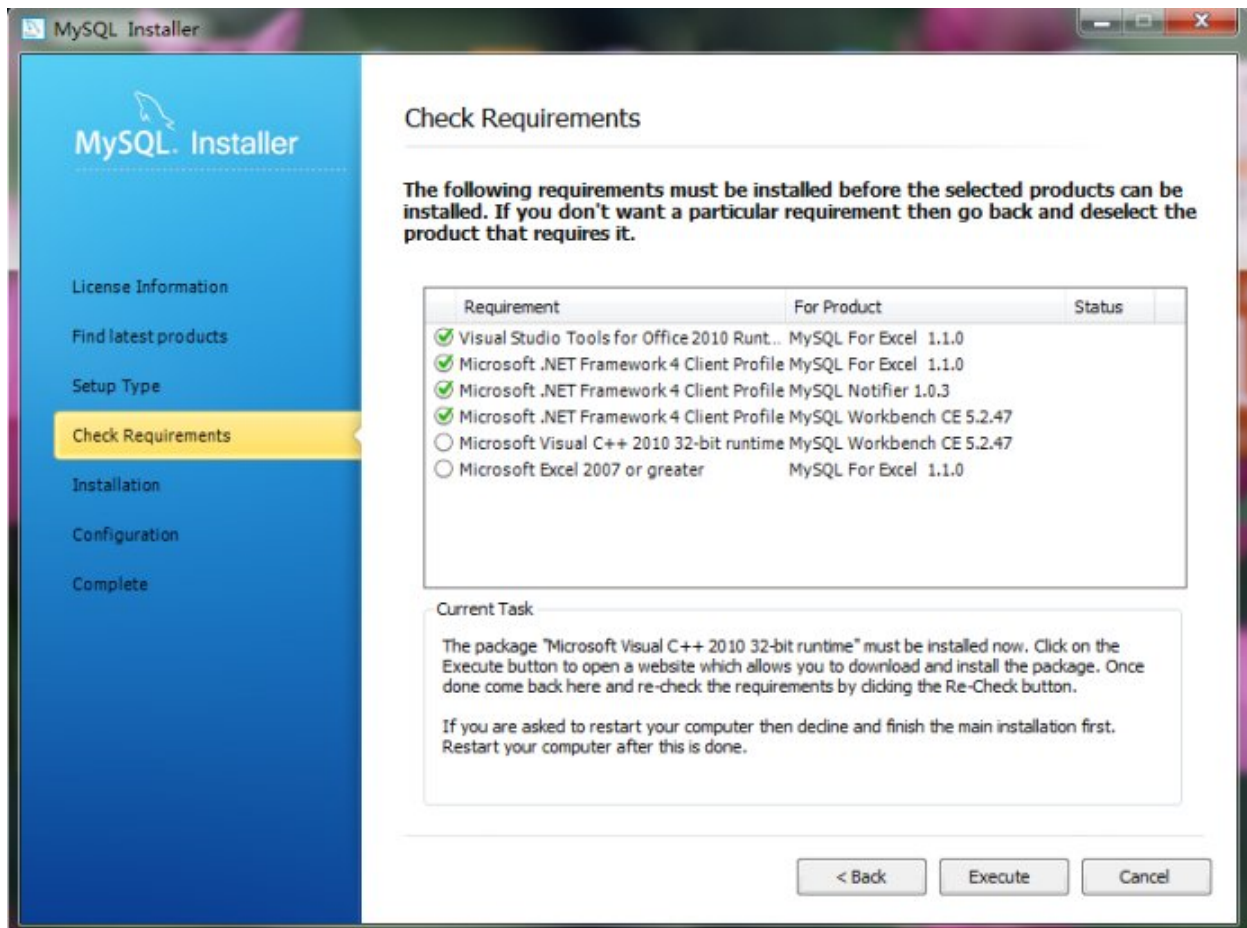 MySQL Installer
MySQL. Installer
License Information
Find latest products
Setup Type
Check Requirements
Installation
Configuration
Complete
Check Requirements
The following requirements must be installed before the selected products can be
installed. If you don't want a particular requirement then go back and deselect the
product that requires it.
Requirement For Product Status
Visual Studio Tools for Office 2010 Runt... MySQL For Excel 1.1.0
Microsoft .NET Framework 4 Client Profile MySQL For Excel 1.1.0
Microsoft .NET Framework 4 Client Profile MySQL Notifier 1.0.3
Microsoft .NET Framework 4 Client Profile MySQL Workbench CE 5.2.47
Microsoft Visual C++ 2010 32-bit runtime MySQL Workbench CE 5.2.47
Microsoft Excel 2007 or greater MySQL For Excel 1.1.0
Current Task
The package "Microsoft Visual C++ 2010 32-bit runtime" must be installed now. Click on the
Execute button to open a website which allows you to download and install the package. Once
done come back here and re-check the requirements by clicking the Re-Check button.
If you are asked to restart your computer then decline and finish the main installation first.
Restart your computer after this is done.
< Back Execute Cancel